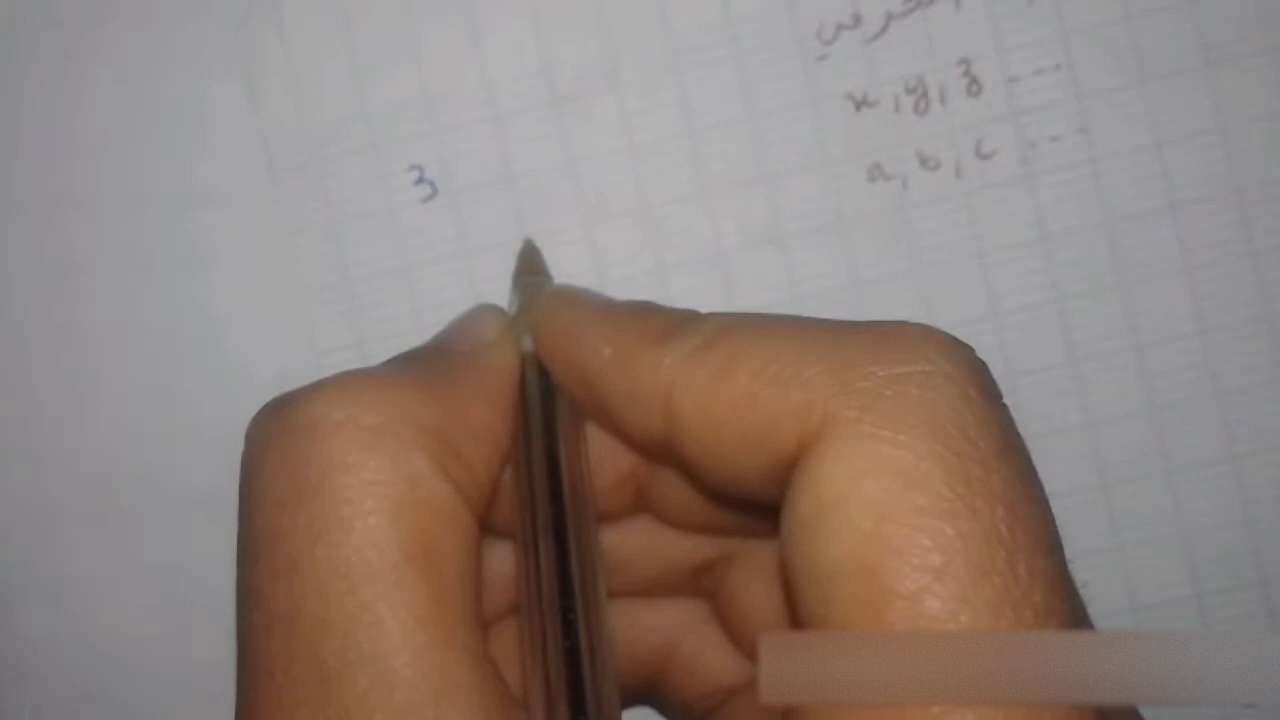 x, y, z ---
a, b, c ---
3